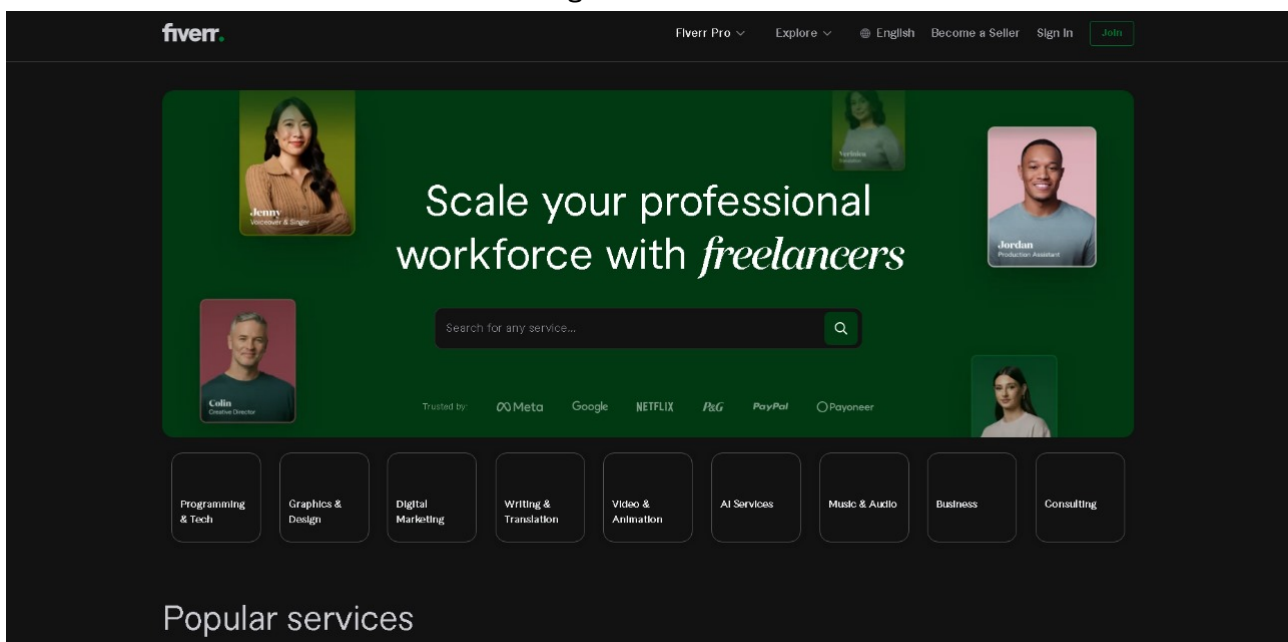 fiverr.
Fiverr Pro
Explore
English
Become a Seller
Sign In
Join
Jenny
Voiceover & Singer
Translator
Scale your professional
workforce with freelancers
Jordan
Production Assistant
Search for any service...
Colin
Creative Director
Trusted by:
Meta
Google
NETFLIX
P&G
PayPal
Payoneer
Programming
& Tech
Graphics &
Design
Digital
Marketing
Writing &
Translation
Video &
Animation
AI Services
Music & Audio
Business
Consulting
Popular services